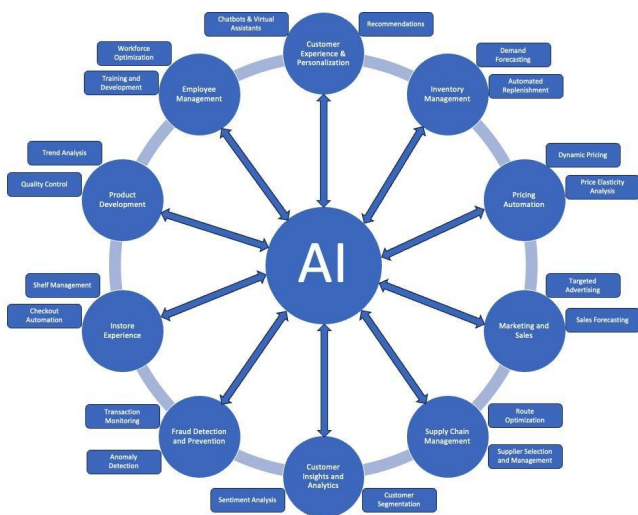 Chatbots & Virtual
Assistants
Recommendations
Customer
Experience &
Personalization
Workforce
Optimization
Training and
Development
Employee
Management
Demand
Forecasting
Automated
Replenishment
Inventory
Management
Trend Analysis
Quality Control
Product
Development
Dynamic Pricing
Price Elasticity
Analysis
Pricing
Automation
AI
Shelf Management
Checkout
Automation
Instore
Experience
Targeted
Advertising
Sales Forecasting
Marketing and
Sales
Transaction
Monitoring
Anomaly
Detection
Fraud Detection
and Prevention
Route
Optimization
Supplier Selection
and Management
Supply Chain
Management
Sentiment Analysis
Customer
Insights and
Analytics
Customer
Segmentation